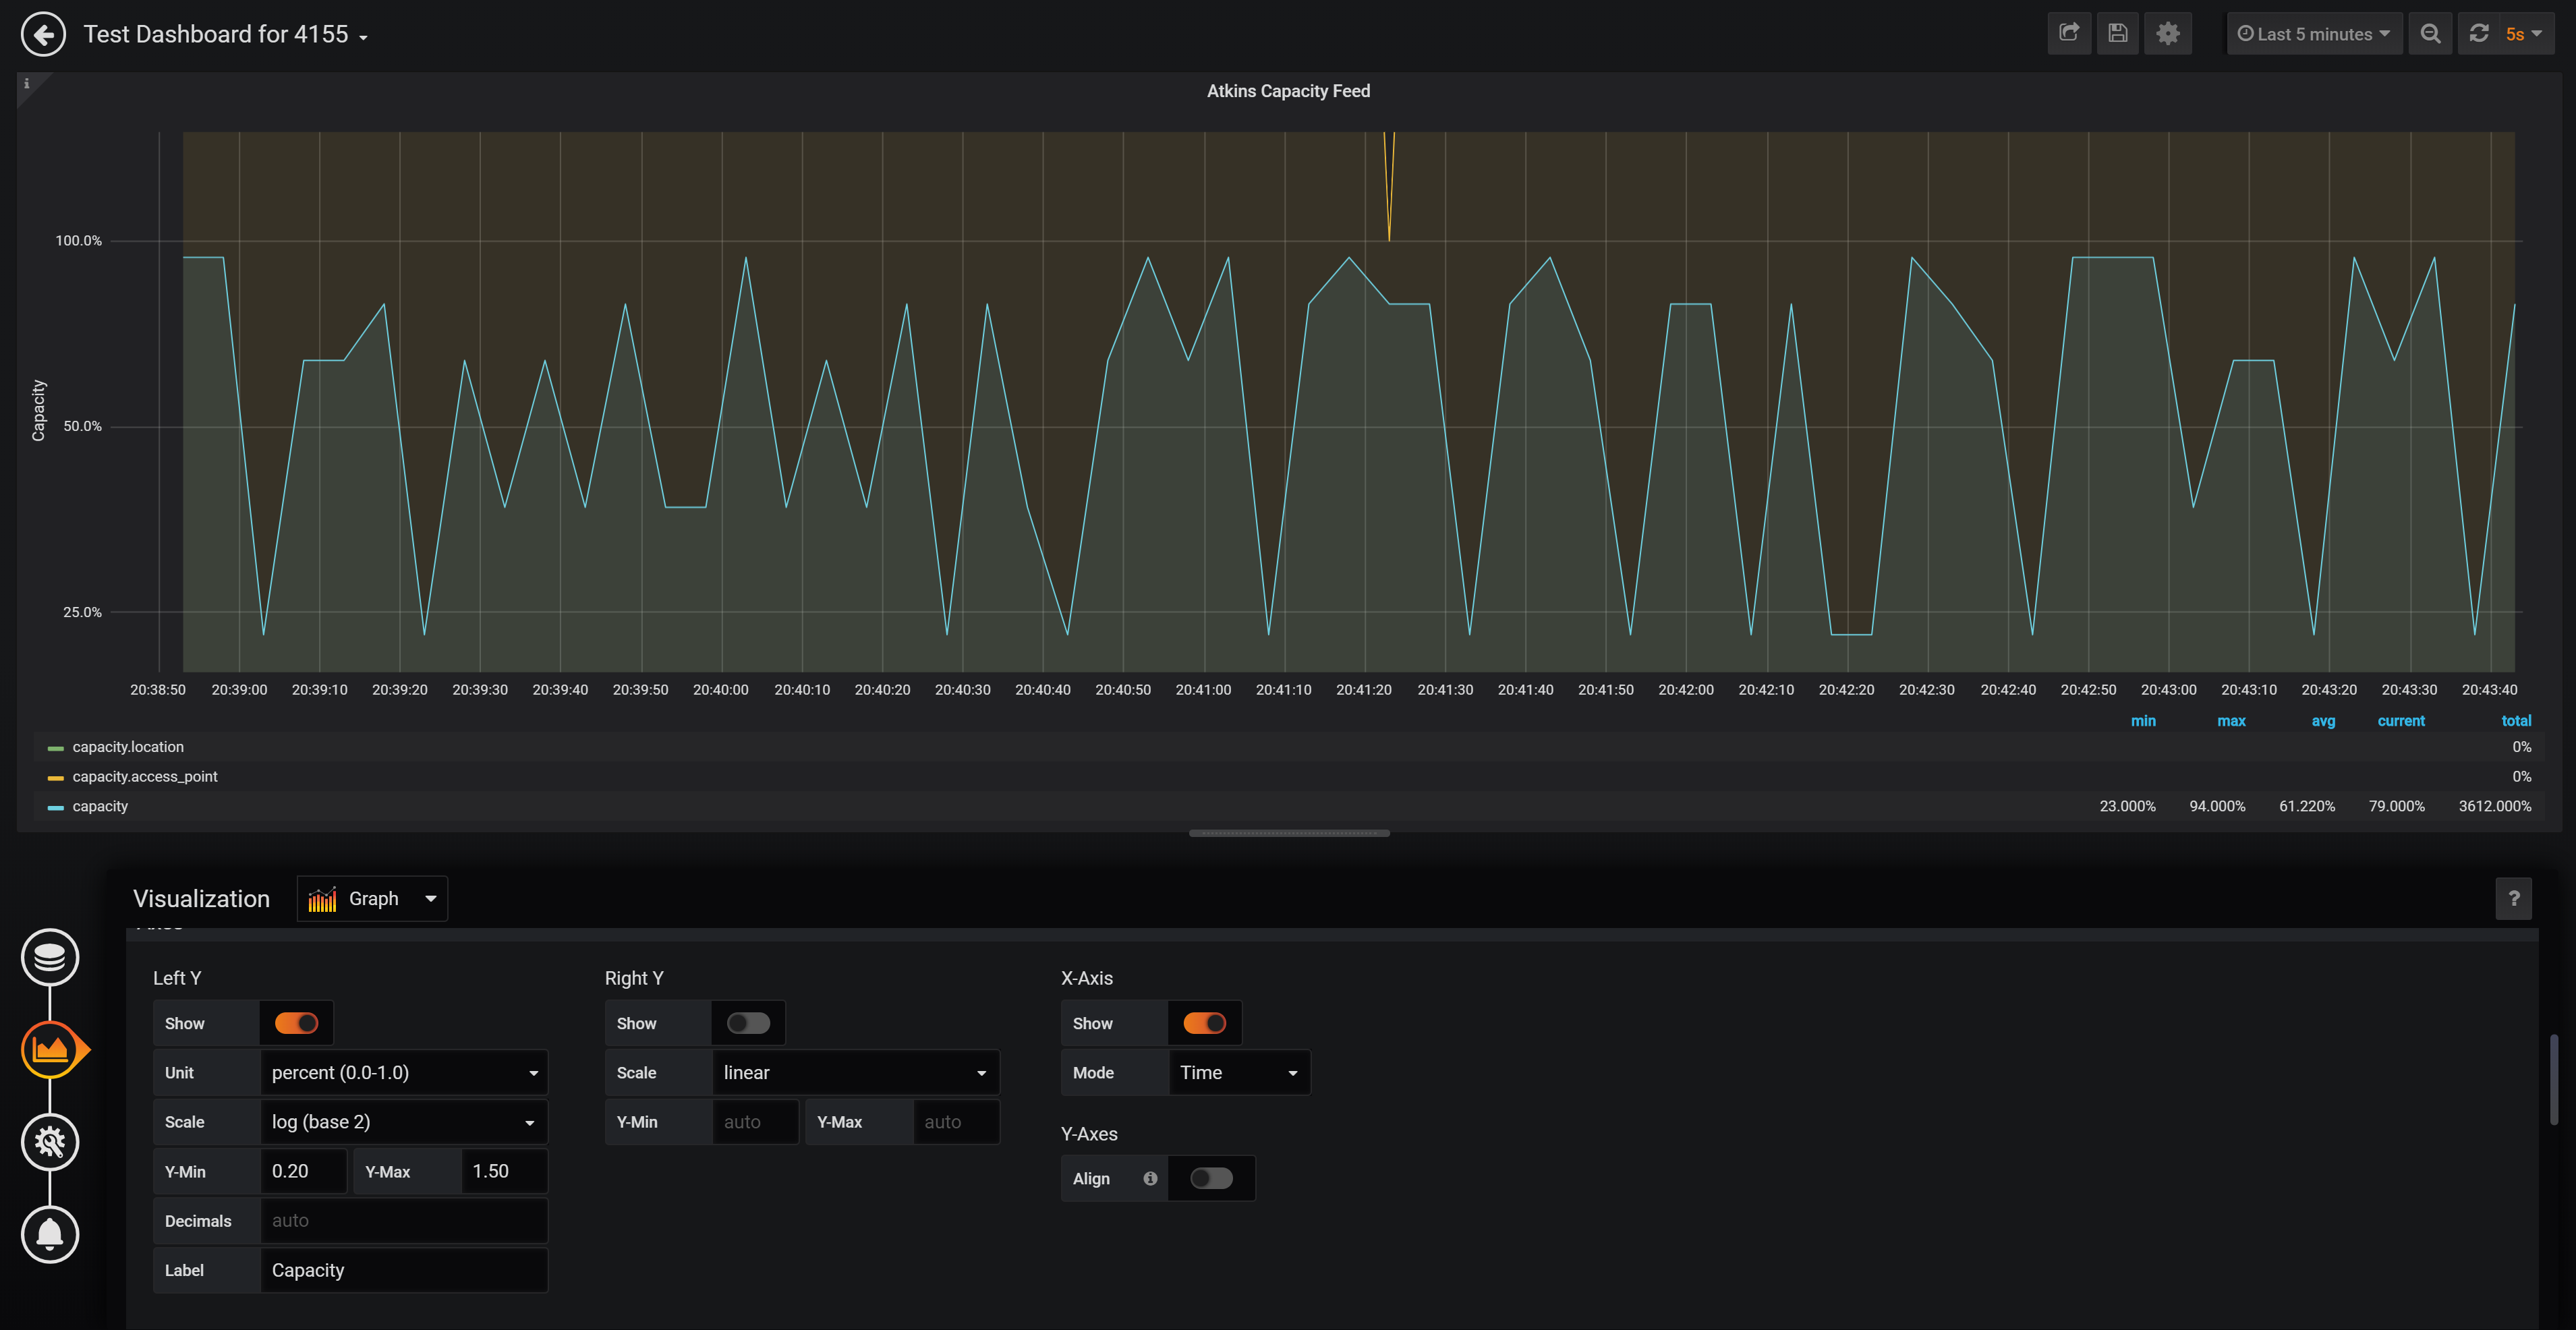 Test Dashboard for 4155
Last 5 minutes
5s
i
Atkins Capacity Feed
100.0%
50.0%
25.0%
Capacity
20:38:50 20:39:00 20:39:10 20:39:20 20:39:30 20:39:40 20:39:50 20:40:00 20:40:10 20:40:20 20:40:30 20:40:40 20:40:50 20:41:00 20:41:10 20:41:20 20:41:30 20:41:40 20:41:50 20:42:00 20:42:10 20:42:20 20:42:30 20:42:40 20:42:50 20:43:00 20:43:10 20:43:20 20:43:30 20:43:40
min max avg current total
capacity.location 0%
capacity.access_point 0%
capacity 23.000% 94.000% 61.220% 79.000% 3612.000%
Visualization Graph ?
Left Y
Show
Unit percent (0.0-1.0)
Scale log (base 2)
Y-Min 0.20 Y-Max 1.50
Decimals auto
Label Capacity
Right Y
Show
Scale linear
Y-Min auto Y-Max auto
X-Axis
Show
Mode Time
Y-Axes
Align